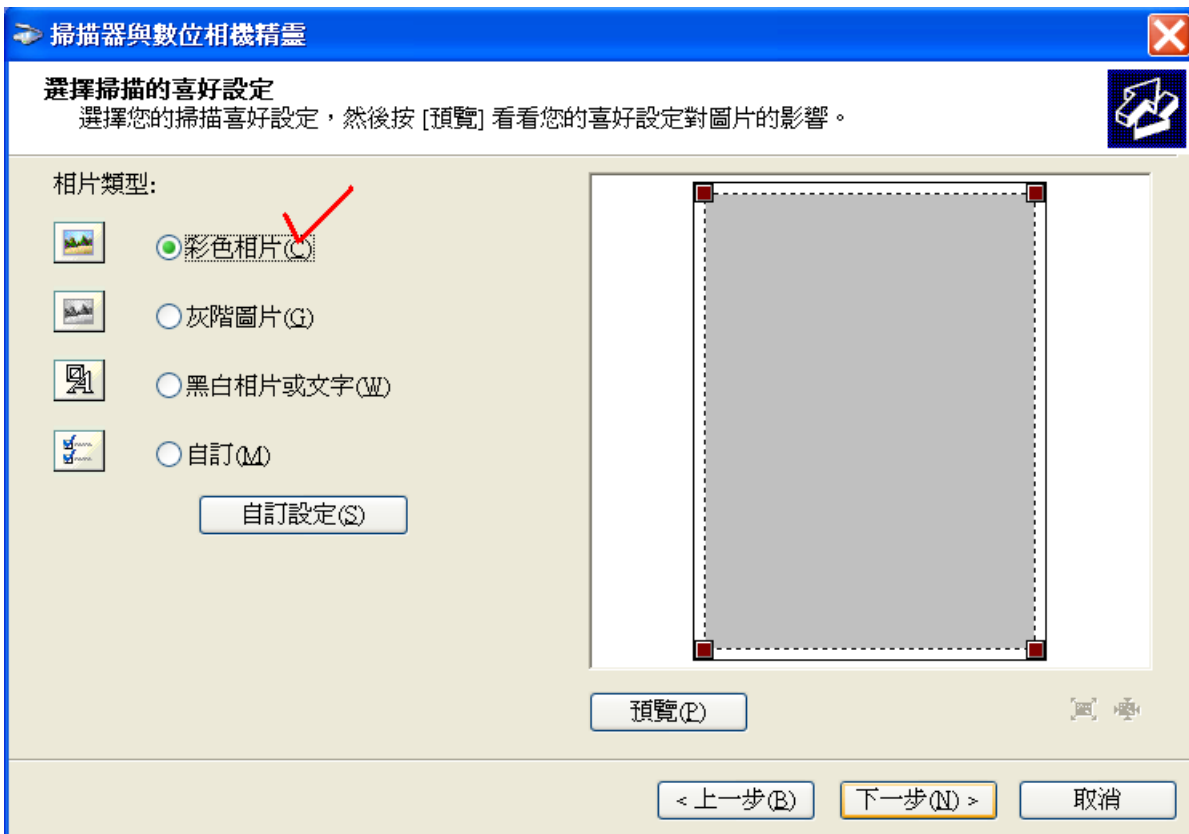 掃描器與數位相機精靈
選擇掃描的喜好設定
選擇您的掃描喜好設定，然後按 [預覽] 看看您的喜好設定對圖片的影響。
相片類型:
彩色相片(C)
灰階圖片(G)
黑白相片或文字(W)
自訂(M)
自訂設定(S)
預覽(P)
< 上一步(B)
下一步(N) >
取消